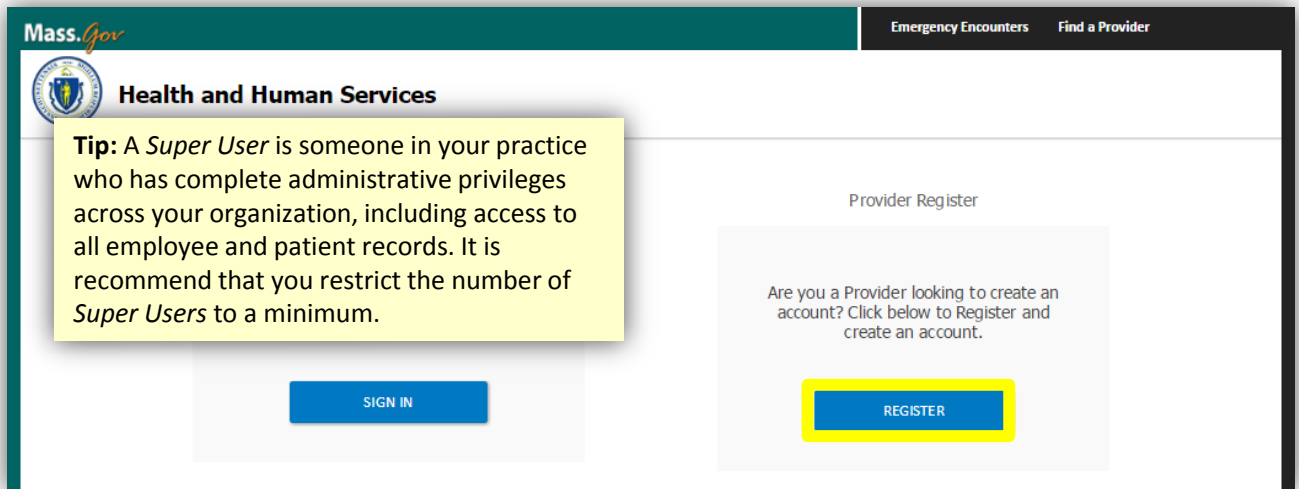 Mass.Gov
Emergency Encounters Find a Provider
Health and Human Services
Tip: A Super User is someone in your practice
who has complete administrative privileges
across your organization, including access to
all employee and patient records. It is
recommend that you restrict the number of
Super Users to a minimum.
SIGN IN
Provider Register
Are you a Provider looking to create an
account? Click below to Register and
create an account.
REGISTER